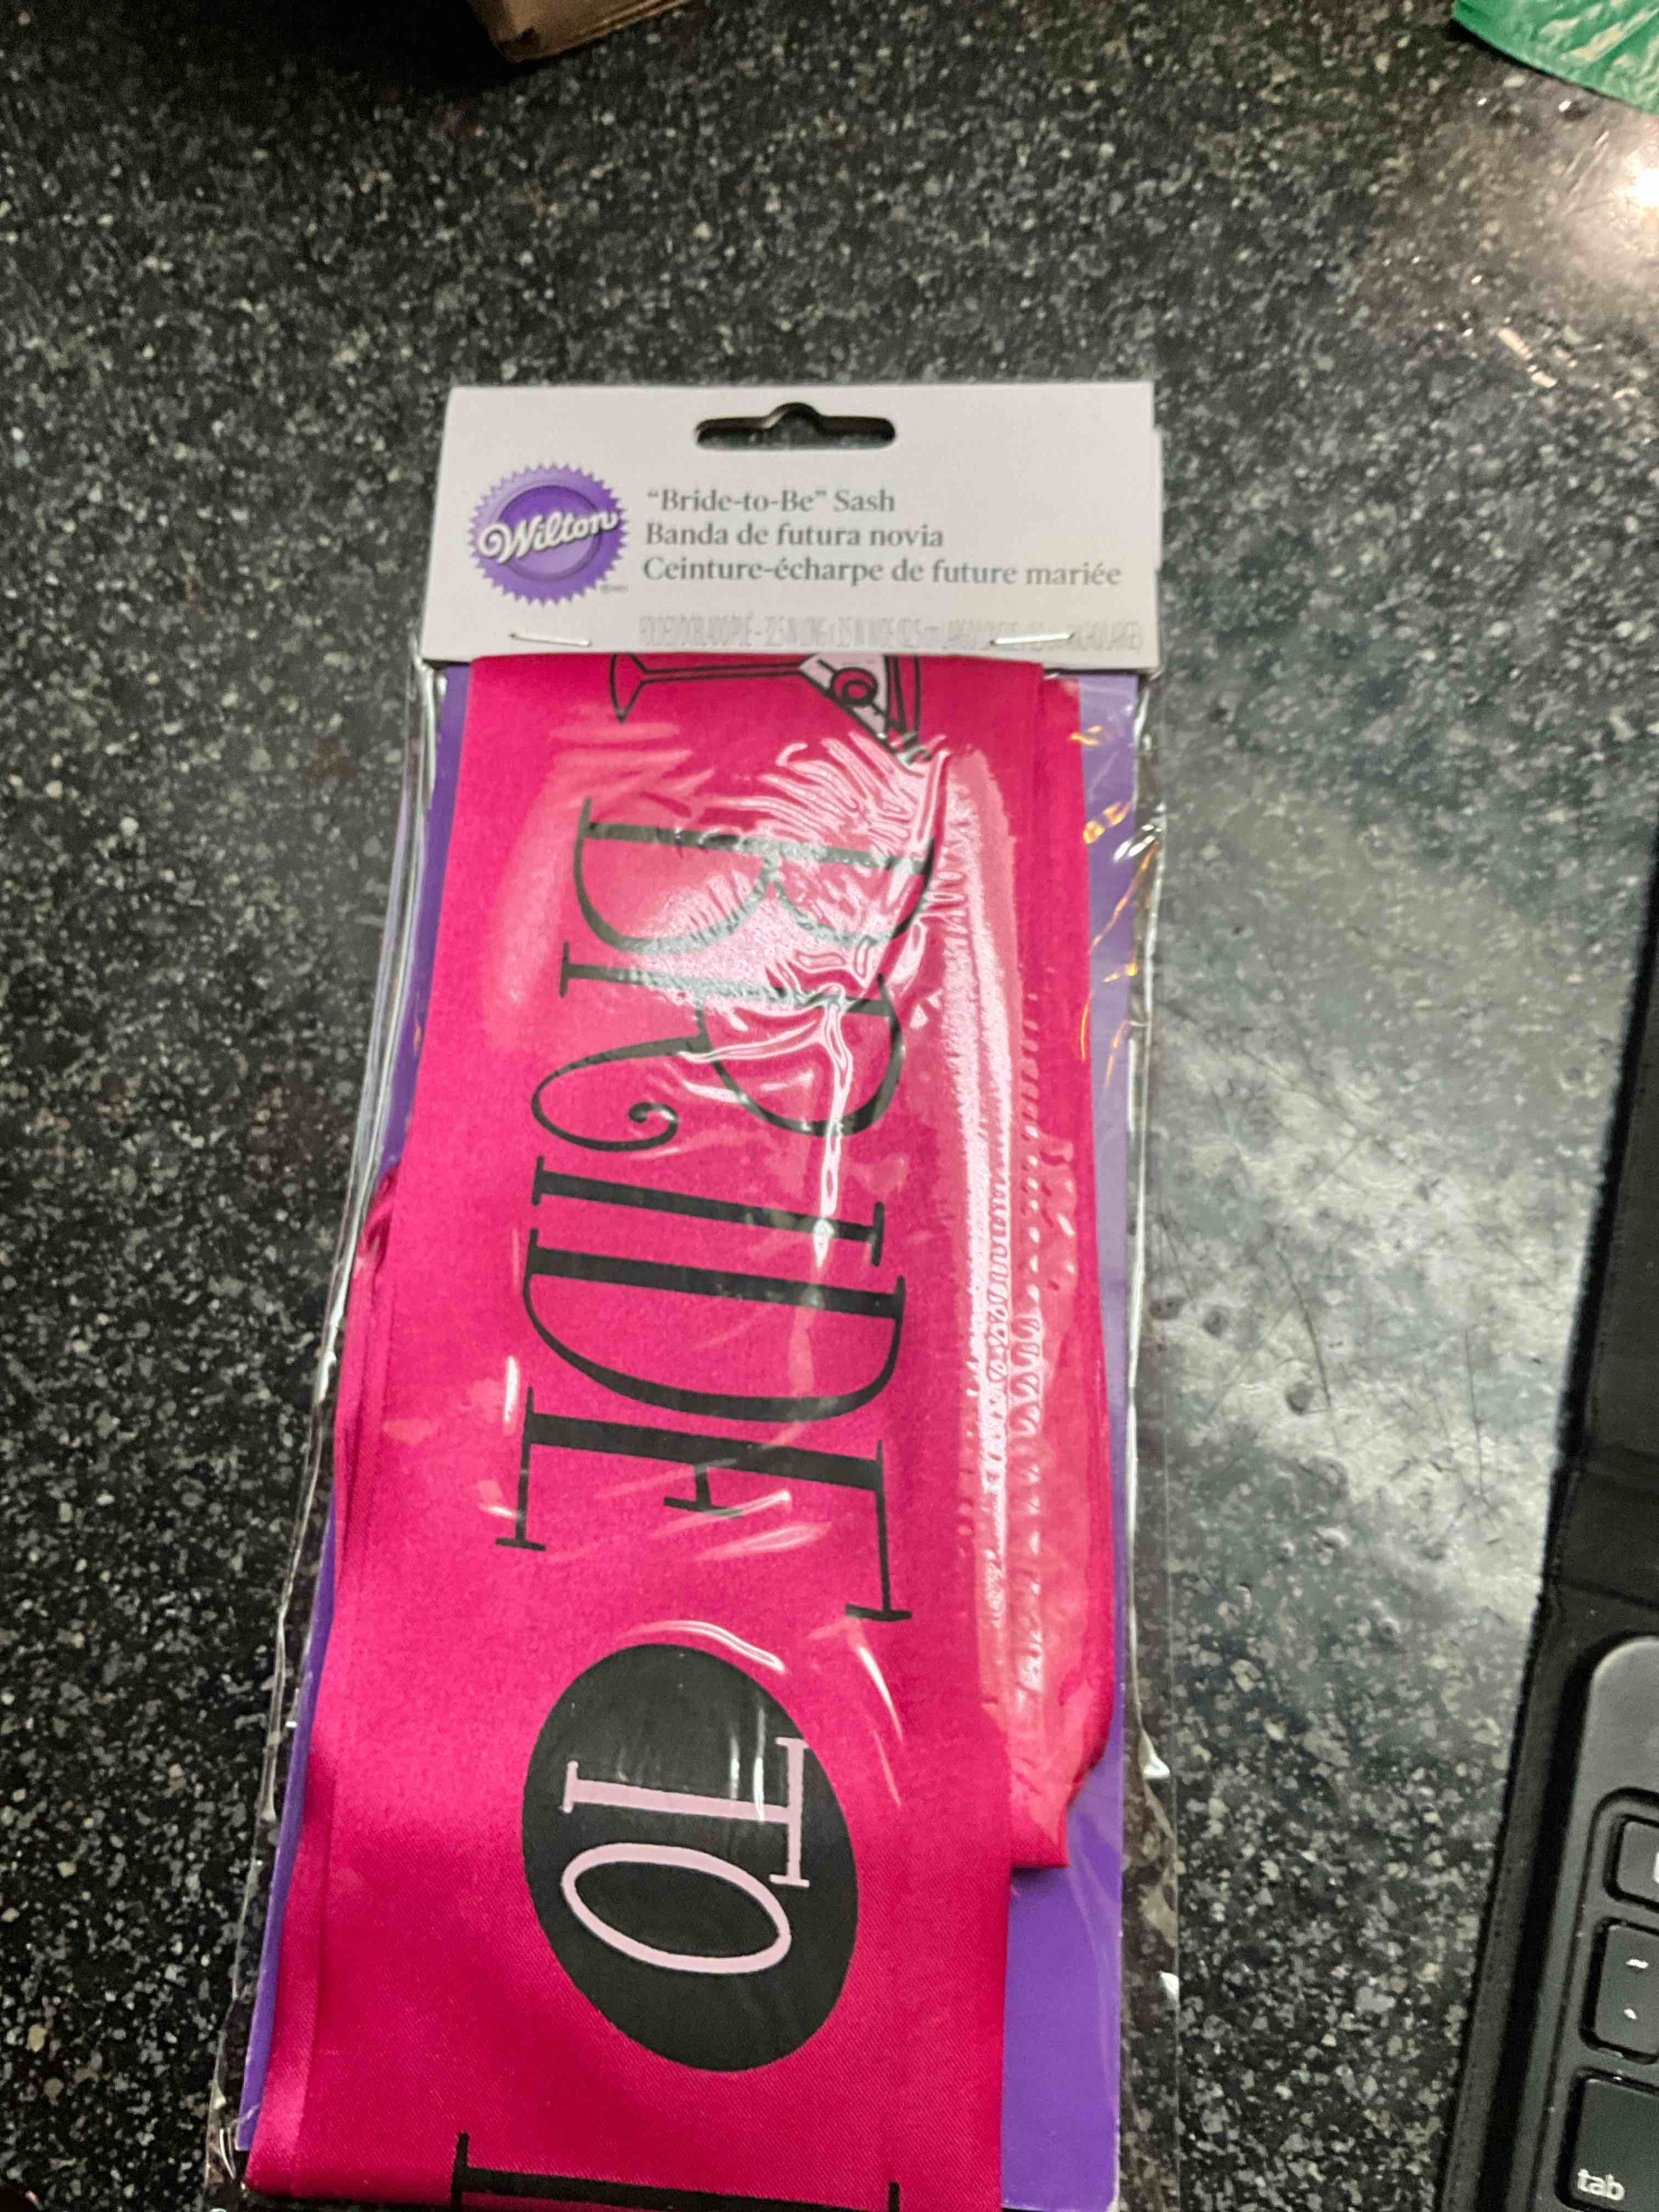 Wilton
“Bride-to-Be” Sash
Banda de futura novia
Ceinture-écharpe de future mariée
BRIDE
TO
tab